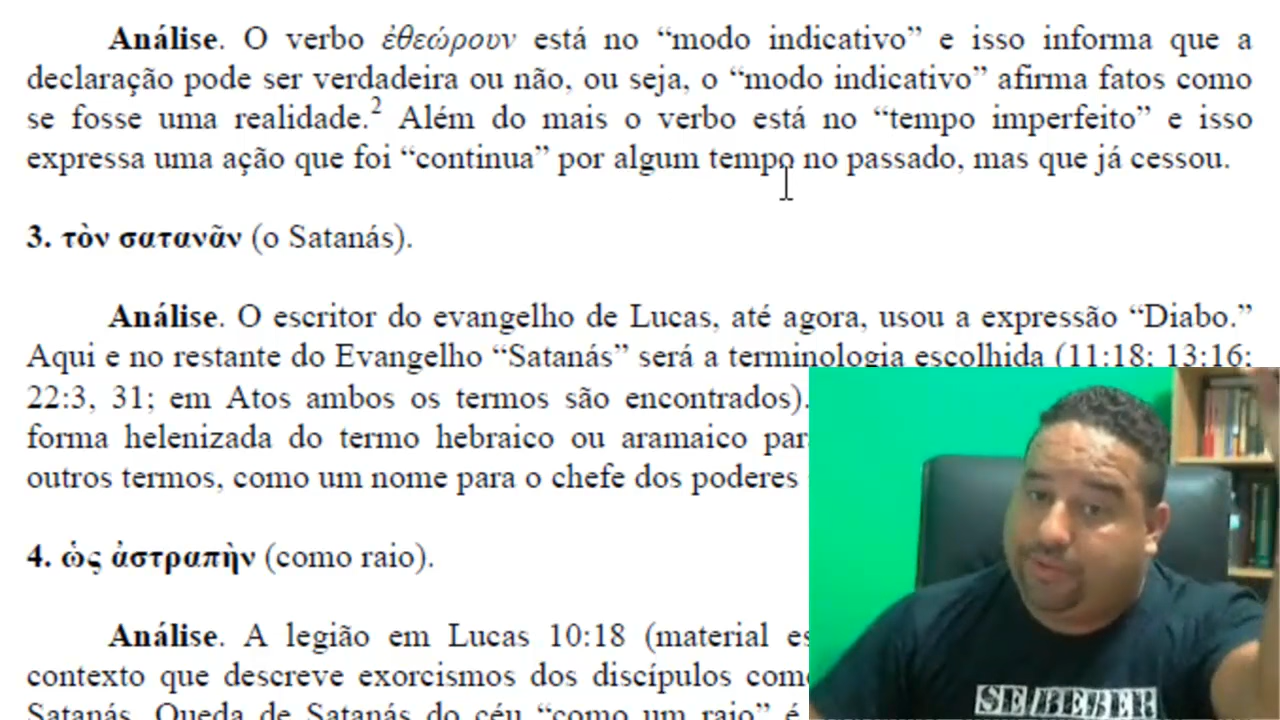 Análise. O verbo ἐθεώρουν está no “modo indicativo” e isso informa que a
declaração pode ser verdadeira ou não, ou seja, o “modo indicativo” afirma fatos como
se fosse uma realidade.2 Além do mais o verbo está no “tempo imperfeito” e isso
expressa uma ação que foi “continua” por algum tempo no passado, mas que já cessou.
3. τὸν σατανᾶν (o Satanás).
Análise. O escritor do evangelho de Lucas, até agora, usou a expressão “Diabo.”
Aqui e no restante do Evangelho “Satanás” será a terminologia escolhida (11:18; 13:16;
22:3, 31; em Atos ambos os termos são encontrados).
forma helenizada do termo hebraico ou aramaico
outros termos, como um nome para o chefe dos poderes
4. ὡς ἀστραπὴν (como raio).
Análise. A legião em Lucas 10:18 (material
contexto que descreve exorcismos dos discípulos
Satanás. Queda de Satanás do céu “como um raio” é
SE BEBER